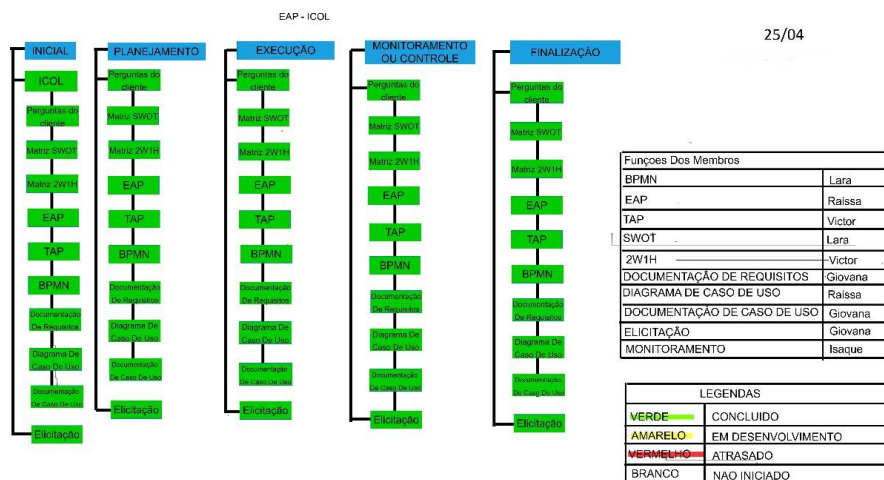 EAP - ICOL
25/04
INICIAL
ICOL
Perguntas do
cliente
Matriz SWOT
Matriz 2W1H
EAP
TAP
BPMN
Documentação
De Requisitos
Diagrama De
Caso De Uso
Documentação
De Caso De Uso
Elicitação
PLANEJAMENTO
Perguntas do
cliente
Matriz SWOT
Matriz 2W1H
EAP
TAP
BPMN
Documentação
De Requisitos
Diagrama De
Caso De Uso
Documentação
De Caso De Uso
Elicitação
EXECUÇÃO
Perguntas do
cliente
Matriz SWOT
Matriz 2W1H
EAP
TAP
BPMN
Documentação
De Requisitos
Diagrama De
Caso De Uso
Documentação
De Caso De Uso
Elicitação
MONITORAMENTO
OU CONTROLE
Perguntas do
cliente
Matriz SWOT
Matriz 2W1H
EAP
TAP
BPMN
Documentação
De Requisitos
Diagrama De
Caso De Uso
Documentação
De Caso De Uso
Elicitação
FINALIZAÇÃO
Perguntas do
cliente
Matriz SWOT
Matriz 2W1H
EAP
TAP
BPMN
Documentação
De Requisitos
Diagrama De
Caso De Uso
Documentação
De Caso De Uso
Elicitação
Funçoes Dos Membros
BPMN Lara
EAP Raissa
TAP Victor
SWOT Lara
2W1H Victor
DOCUMENTAÇÃO DE REQUISITOS Giovana
DIAGRAMA DE CASO DE USO Raissa
DOCUMENTAÇÃO DE CASO DE USO Giovana
ELICITAÇÃO Giovana
MONITORAMENTO Isaque
LEGENDAS
VERDE CONCLUIDO
AMARELO EM DESENVOLVIMENTO
VERMELHO ATRASADO
BRANCO NAO INICIADO